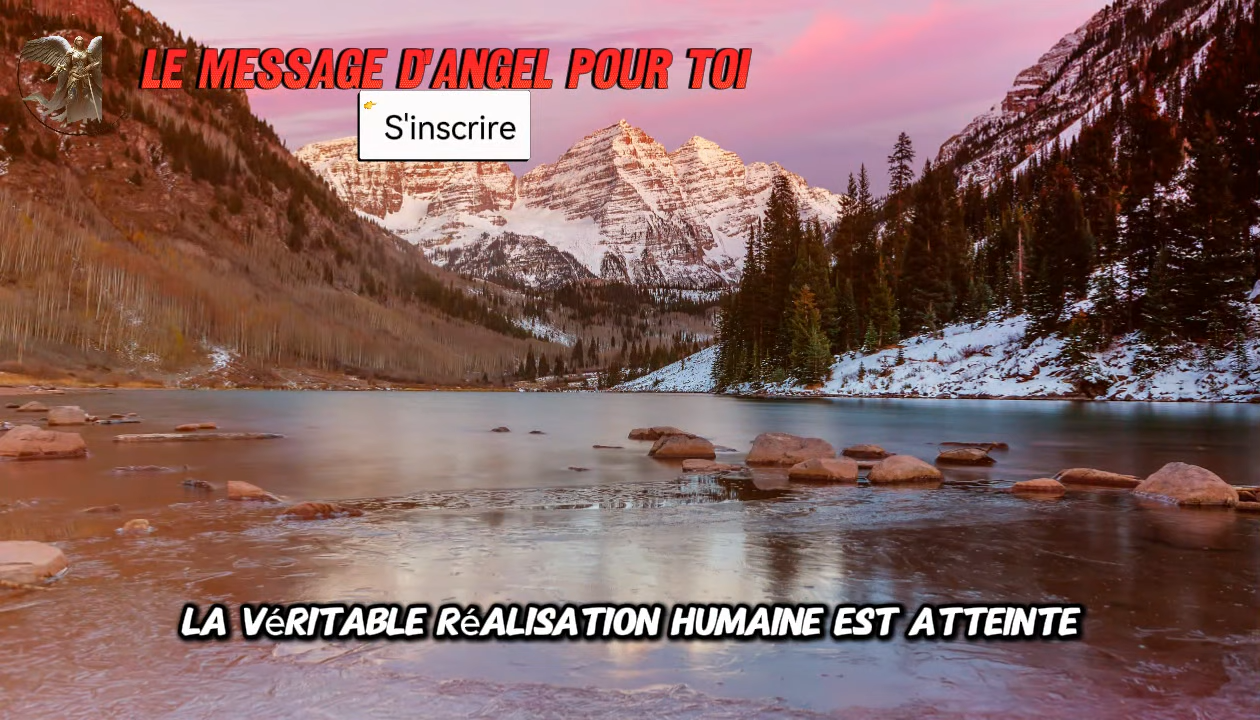 LE MESSAGE D'ANGEL POUR TOI
👉 S'inscrire
LA VéRITABLE RéALISATION HUMAINE EST ATTEINTE